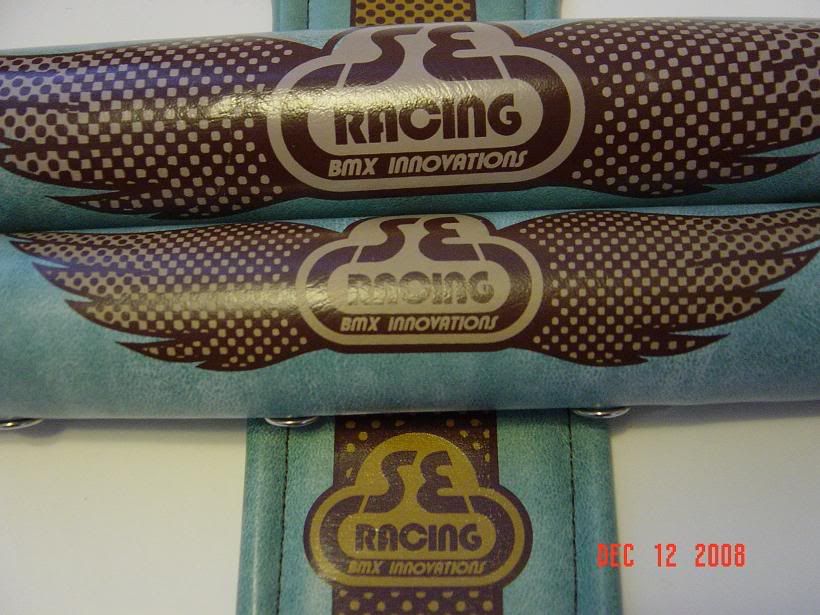 SE
RACING
BMX INNOVATIONS
SE
RACING
BMX INNOVATIONS
SE
RACING
BMX INNOVATIONS
DEC 12 2008